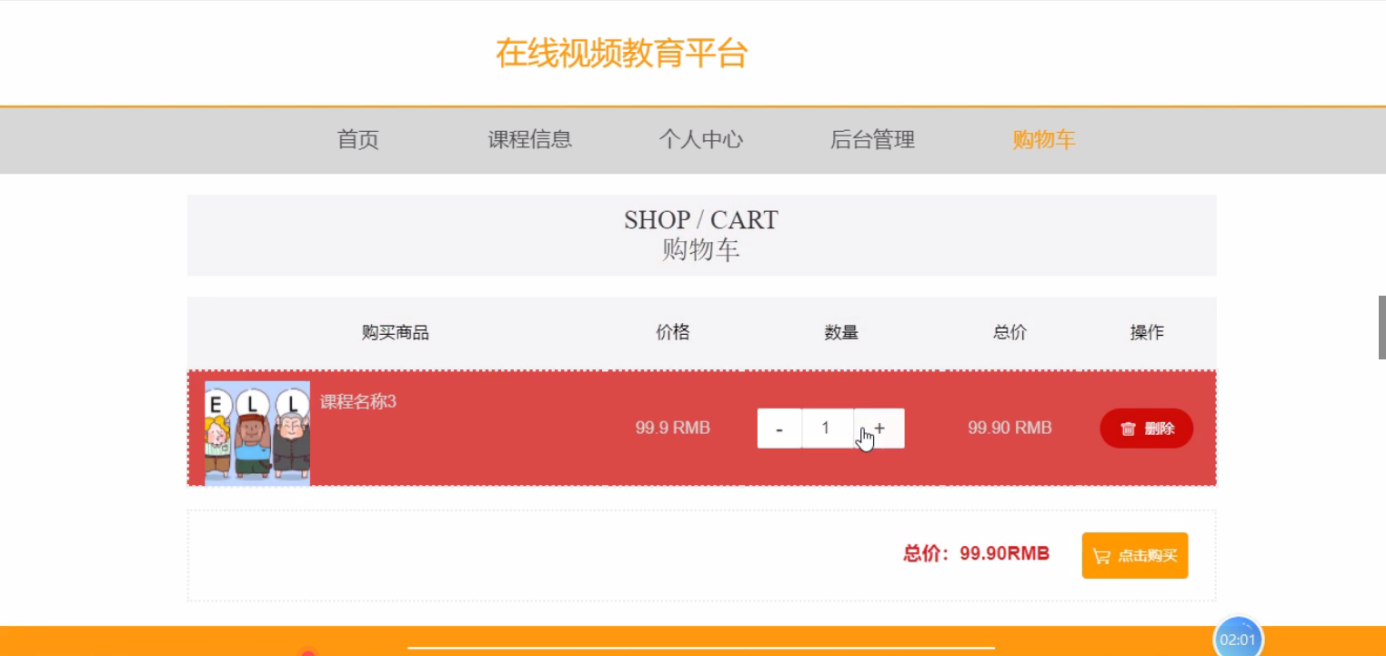 在线视频教育平台
首页 课程信息 个人中心 后台管理 购物车
SHOP / CART
购物车
购买商品 价格 数量 总价 操作
E L L
课程名称3
99.9 RMB - 1 + 99.90 RMB 删除
总价：99.90RMB 点击购买
02:01